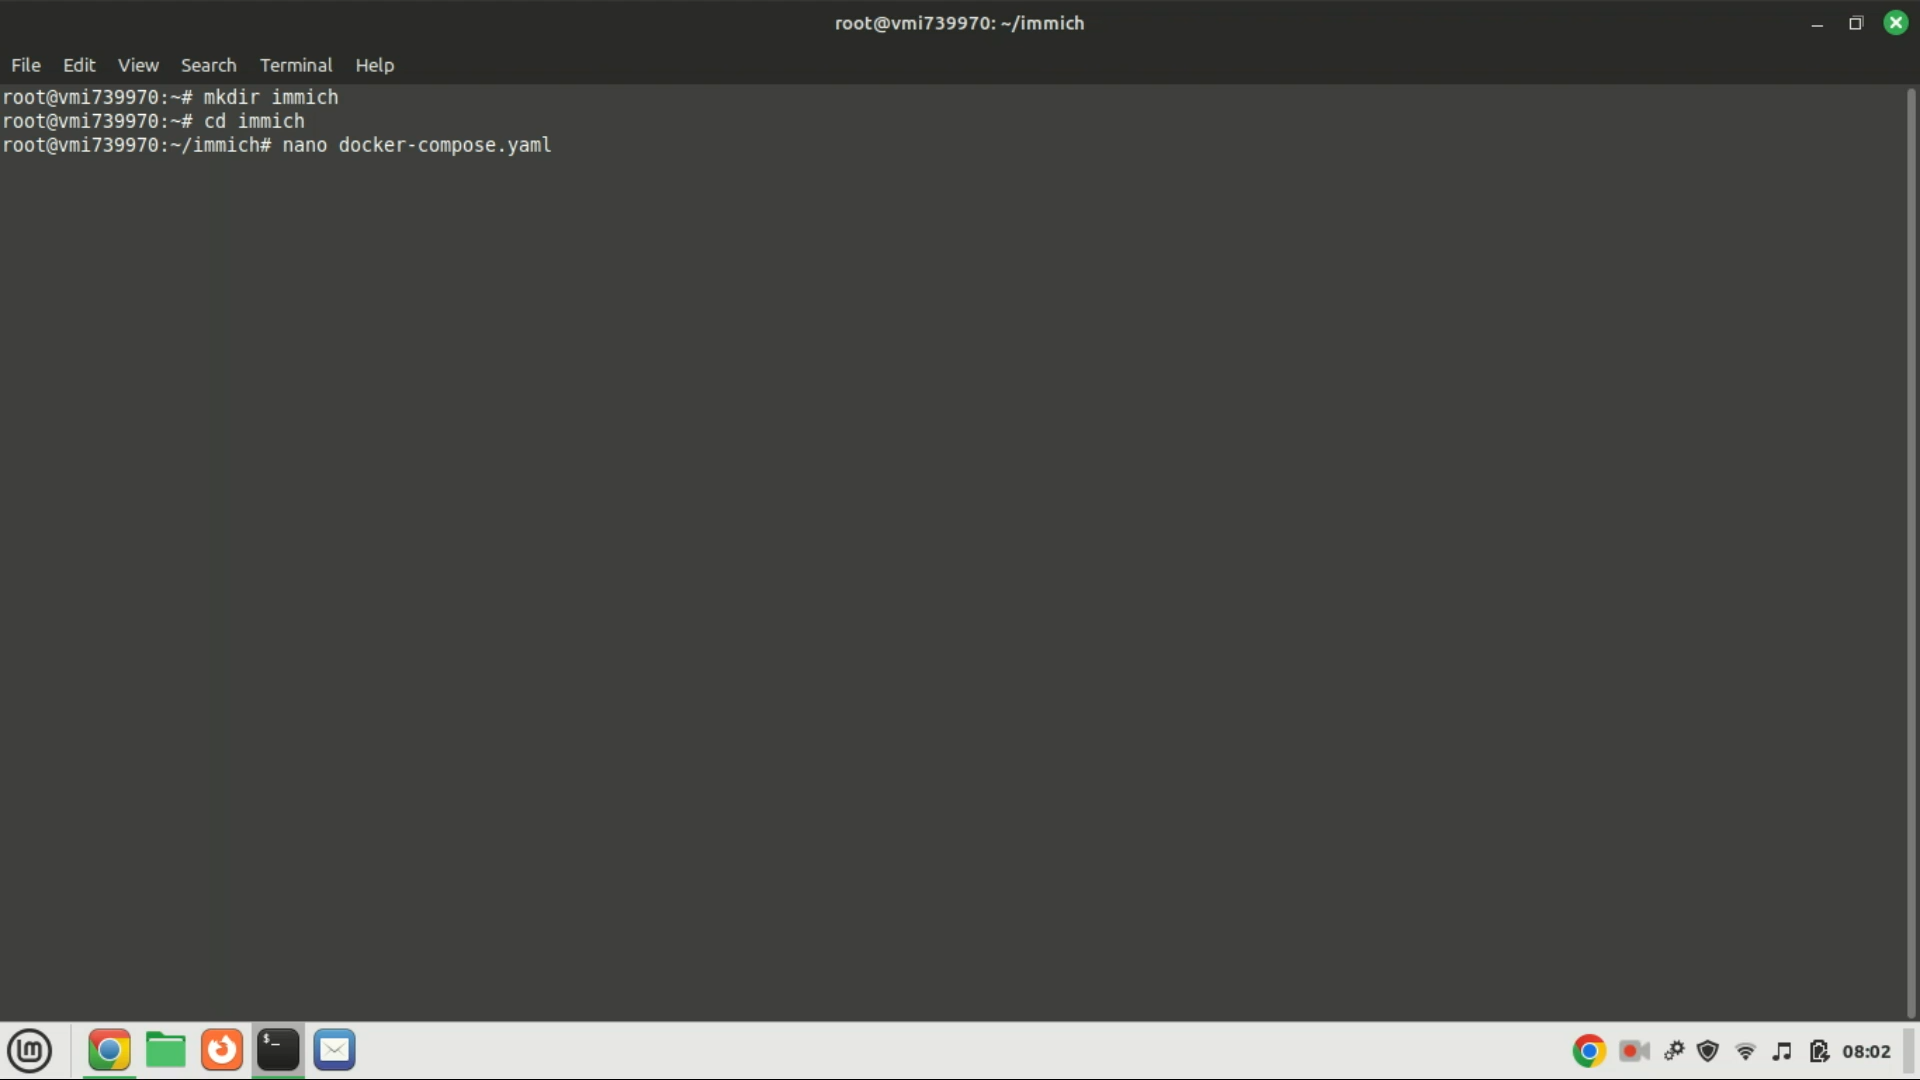 root@vmi739970: ~/immich
File Edit View Search Terminal Help
root@vmi739970:~# mkdir immich
root@vmi739970:~# cd immich
root@vmi739970:~/immich# nano docker-compose.yaml
$_
08:02